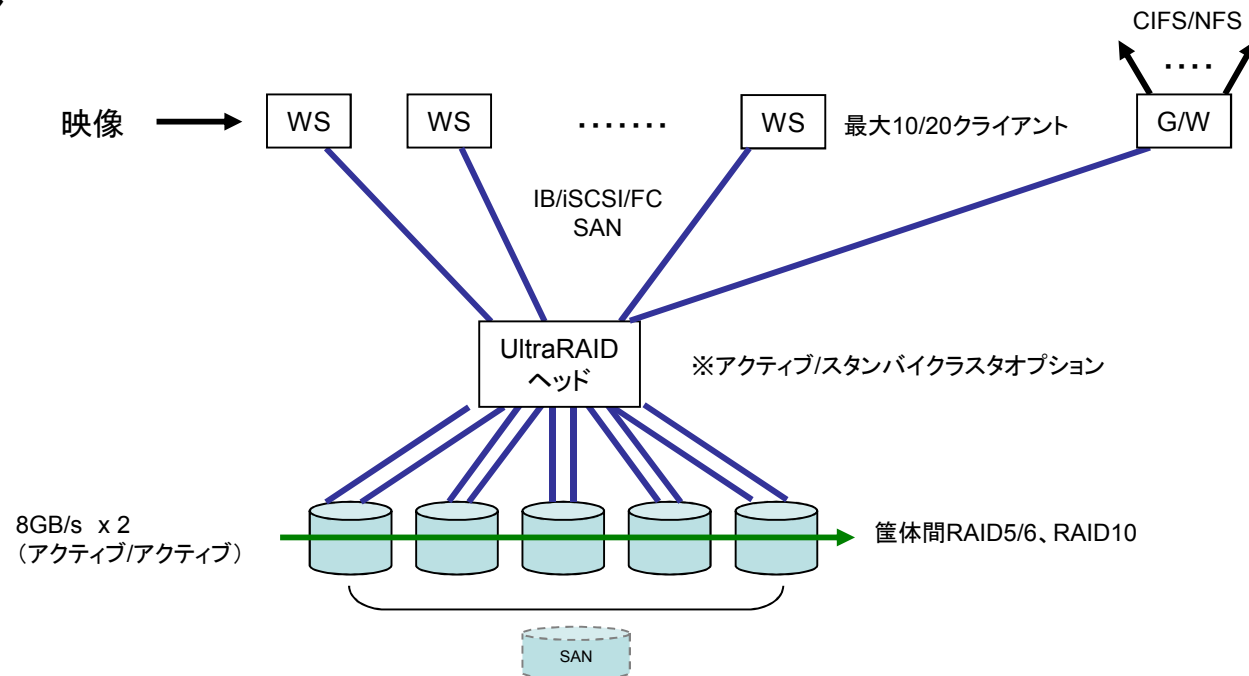 CIFS/NFS
‥‥
映像
WS
WS
·······
WS
最大10/20クライアント
G/W
IB/iSCSI/FC
SAN
UltraRAID
ヘッド
※アクティブ/スタンバイクラスタオプション
8GB/s x 2
（アクティブ/アクティブ）
筐体間RAID5/6、RAID10
SAN